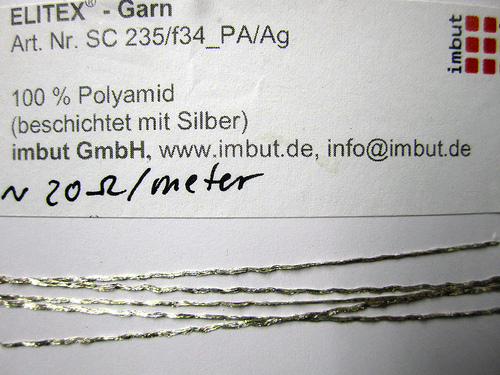 ELITEX® - Garn
Art. Nr. SC 235/f34_PA/Ag
imbut
100 % Polyamid
(beschichtet mit Silber)
imbut GmbH, www.imbut.de, info@imbut.de
~ 20 Ω/meter